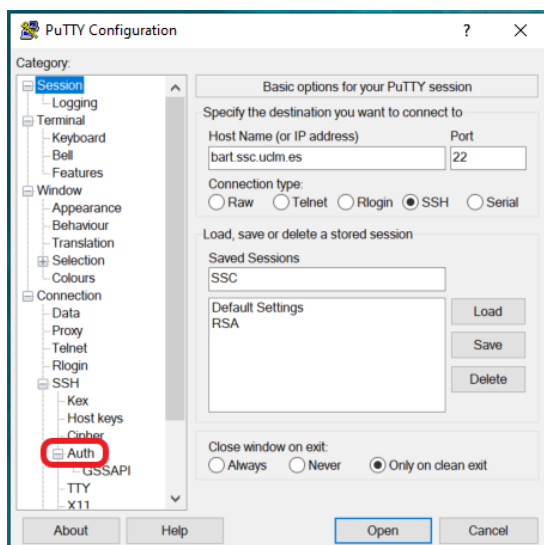 PuTTY Configuration
?
Category:
Session
Logging
Terminal
Keyboard
Bell
Features
Window
Appearance
Behaviour
Translation
Selection
Colours
Connection
Data
Proxy
Telnet
Rlogin
SSH
Kex
Host keys
Cipher
Auth
GSSAPI
TTY
X11
Basic options for your PuTTY session
Specify the destination you want to connect to
Host Name (or IP address) Port
bart.ssc.uclm.es 22
Connection type:
Raw Telnet Rlogin SSH Serial
Load, save or delete a stored session
Saved Sessions
SSC
Default Settings
RSA
Load
Save
Delete
Close window on exit:
Always Never Only on clean exit
About Help Open Cancel